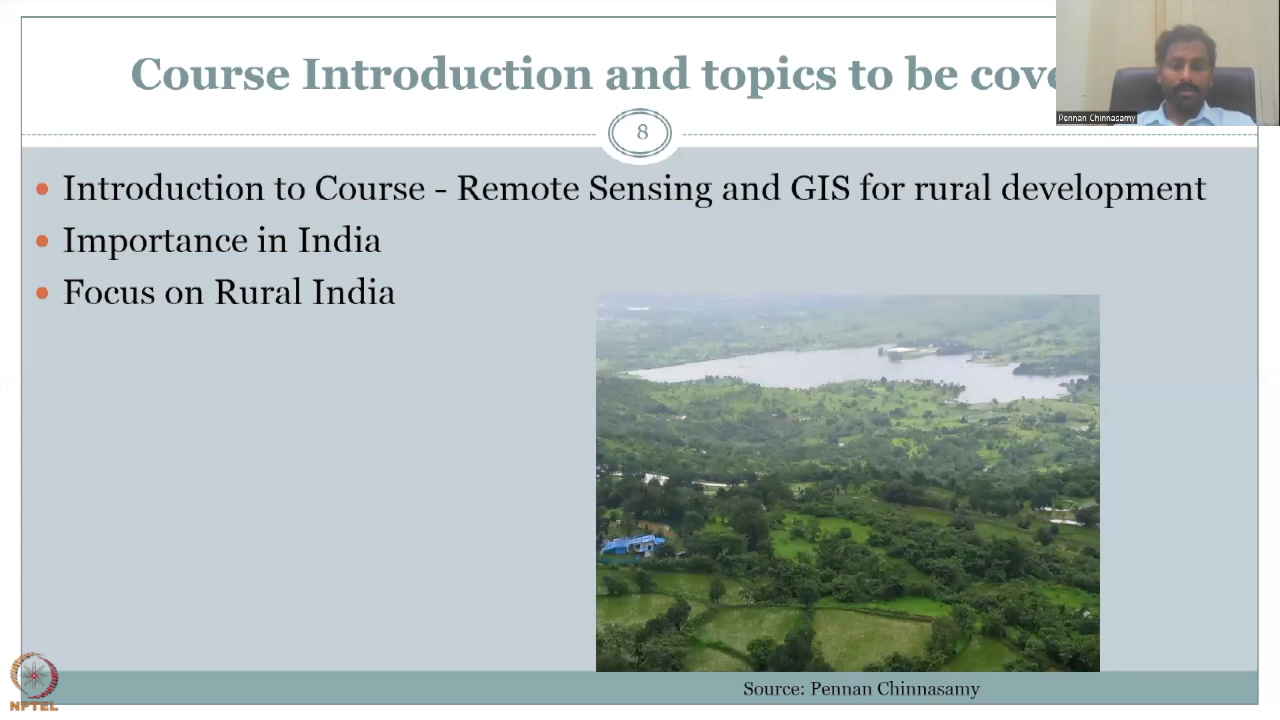 Course Introduction and topics to be cove
Pennan Chinnasamy
8
• Introduction to Course - Remote Sensing and GIS for rural development
• Importance in India
• Focus on Rural India
Source: Pennan Chinnasamy
NPTEL